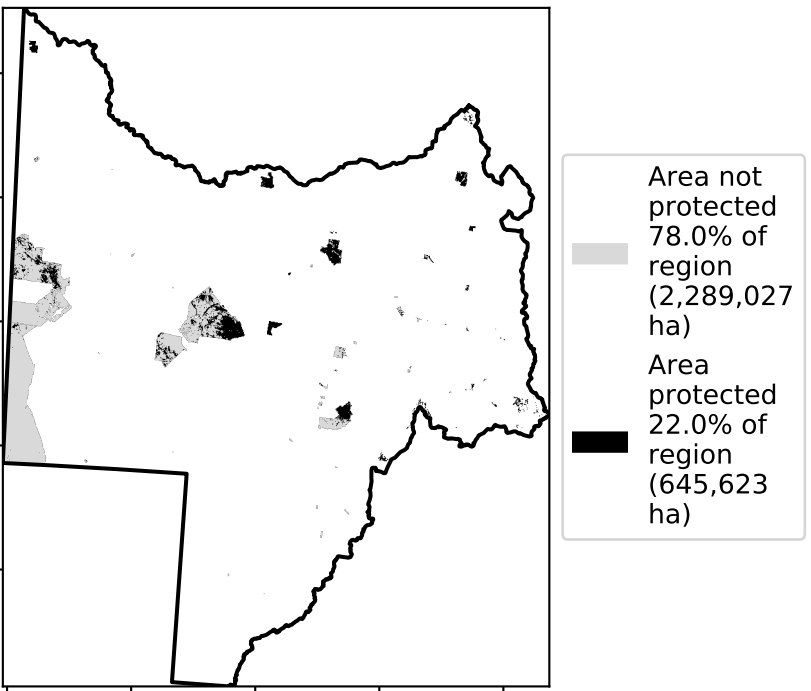 Area not
protected
78.0% of
region
(2,289,027
ha)
Area
protected
22.0% of
region
(645,623
ha)